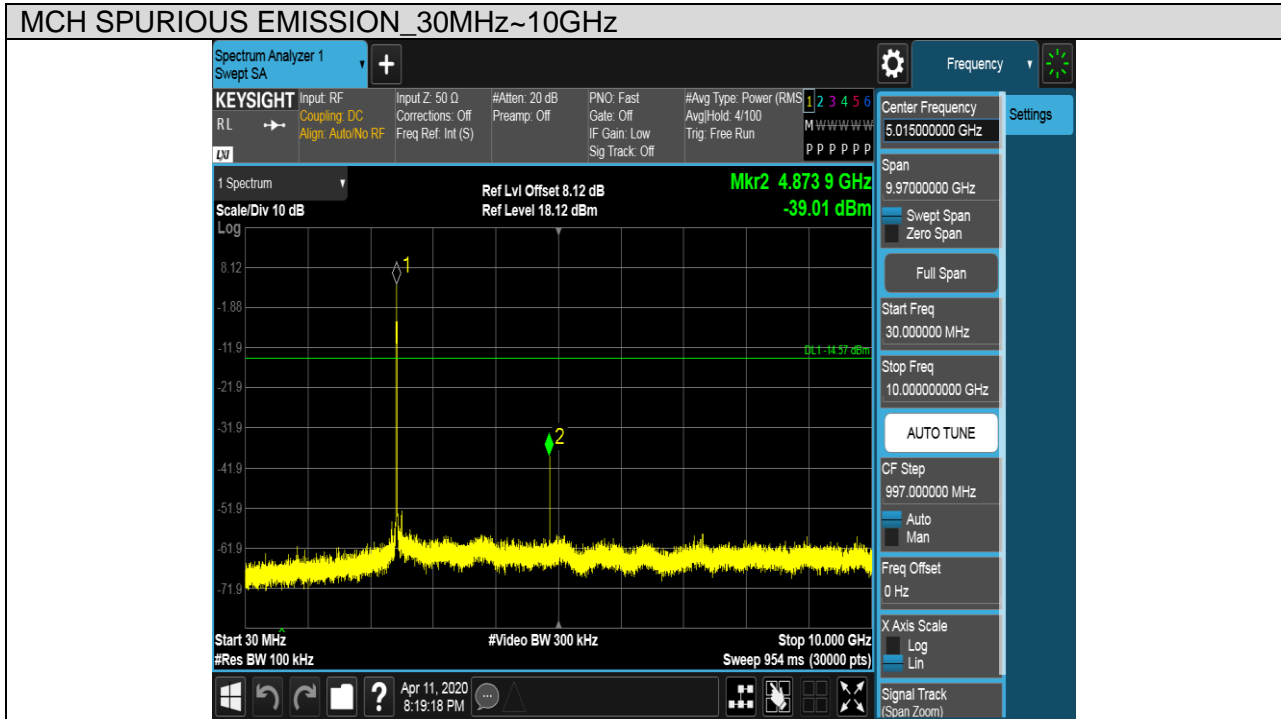 MCH SPURIOUS EMISSION_30MHz~10GHz
Spectrum Analyzer 1
Swept SA
Frequency
KEYSIGHT
RL
LXI
Input: RF
Coupling: DC
Align: Auto/No RF
Input Z: 50 Ω
Corrections: Off
Freq Ref: Int (S)
#Atten: 20 dB
Preamp: Off
PNO: Fast
Gate: Off
IF Gain: Low
Sig Track: Off
#Avg Type: Power (RMS
Avg|Hold: 4/100
Trig: Free Run
1 2 3 4 5 6
M W W W W W
P P P P P P
1 Spectrum
Scale/Div 10 dB
Log
Ref Lvl Offset 8.12 dB
Ref Level 18.12 dBm
Mkr2 4.873 9 GHz
-39.01 dBm
8.12
-1.88
-11.9
-21.9
-31.9
-41.9
-51.9
-61.9
-71.9
1
2
DL1 -14.57 dBm
Start 30 MHz
#Res BW 100 kHz
#Video BW 300 kHz
Stop 10.000 GHz
Sweep 954 ms (30000 pts)
Center Frequency
5.015000000 GHz
Settings
Span
9.97000000 GHz
Swept Span
Zero Span
Full Span
Start Freq
30.000000 MHz
Stop Freq
10.000000000 GHz
AUTO TUNE
CF Step
997.000000 MHz
Auto
Man
Freq Offset
0 Hz
X Axis Scale
Log
Lin
Signal Track
(Span Zoom)
?
Apr 11, 2020
8:19:18 PM